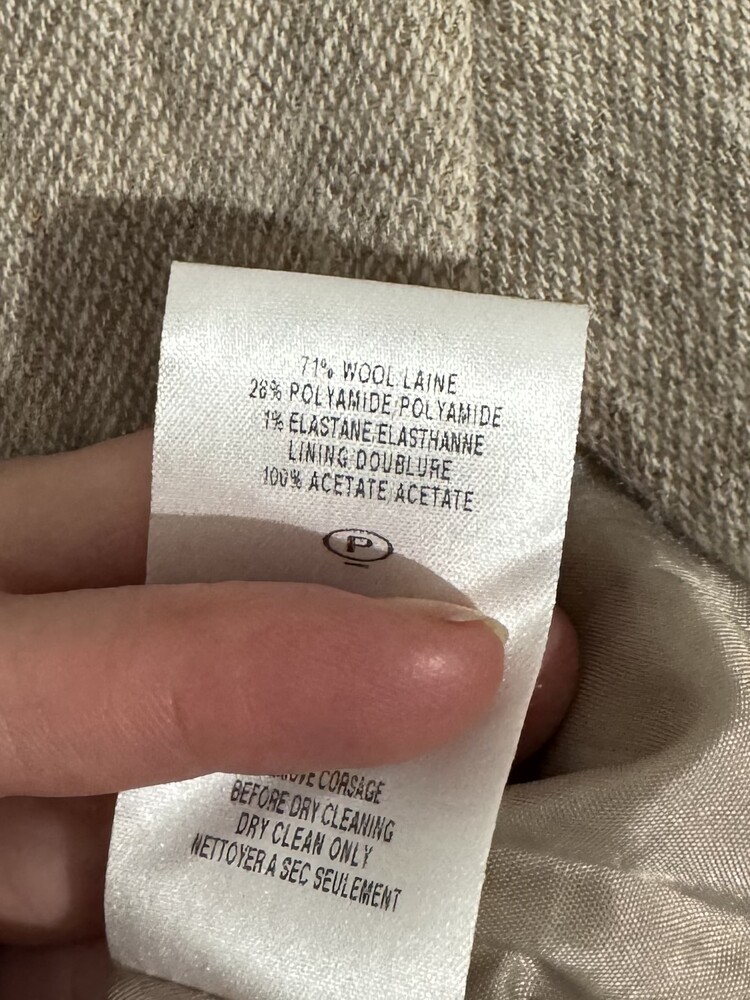 71% WOOL/LAINE
28% POLYAMIDE/POLYAMIDE
1% ELASTANE/ELASTHANNE
LINING/DOUBLURE
100% ACETATE/ACETATE
P
CORSAGE
BEFORE DRY CLEANING
DRY CLEAN ONLY
NETTOYER A SEC SEULEMENT